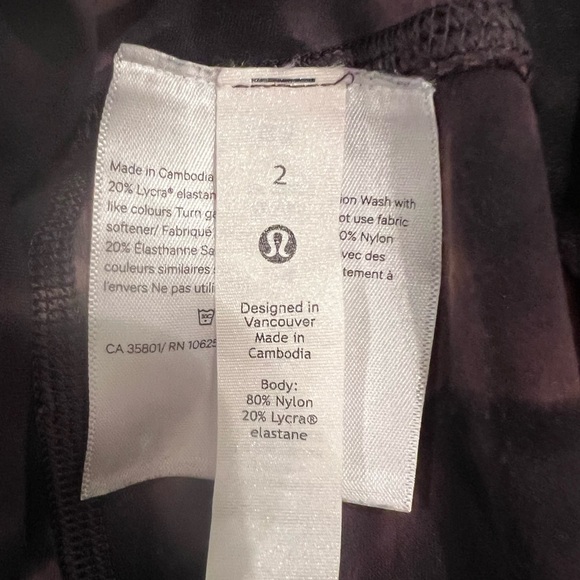 2
Designed in
Vancouver
Made in
Cambodia
Body:
80% Nylon
20% Lycra®
elastane
Made in Cambodia
20% Lycra® elastan
ion Wash with
like colours Turn
ot use fabric
softener/ Fabriqué
0% Nylon
20% Élasthanne Sa
vec des
couleurs similaires
tement à
l'envers Ne pas utili
CA 35801/ RN 10625